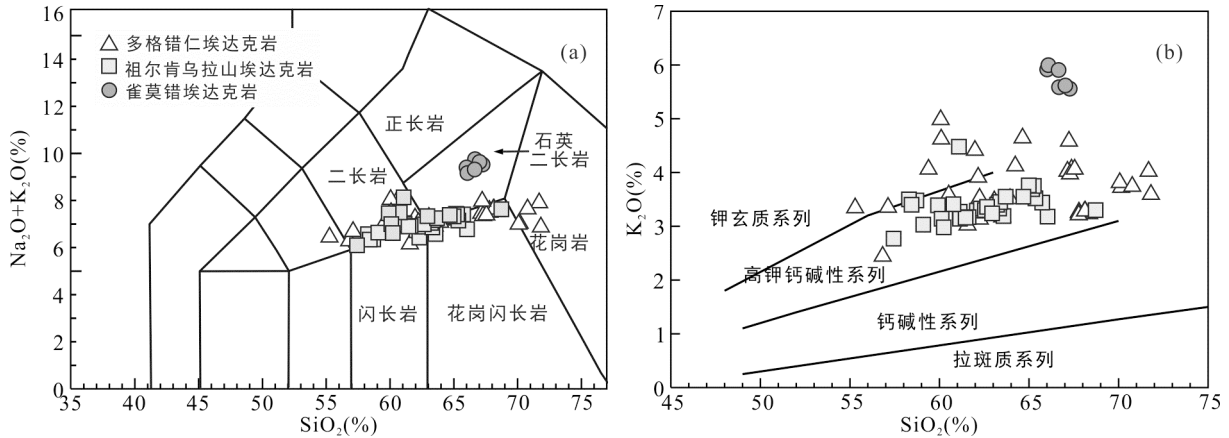 16
14
12
10
8
6
4
2
0
Na₂O+K₂O(%)
(a)
多格错仁埃达克岩
祖尔肯乌拉山埃达克岩
雀莫错埃达克岩
正长岩
石英
二长岩
二长岩
花岗岩
闪长岩
花岗闪长岩
35 40 45 50 55 60 65 70 75
SiO₂(%)
7
6
5
4
3
2
1
0
K₂O(%)
(b)
钾玄质系列
高钾钙碱性系列
钙碱性系列
拉斑质系列
45 55 60 65 70 75
SiO₂(%)